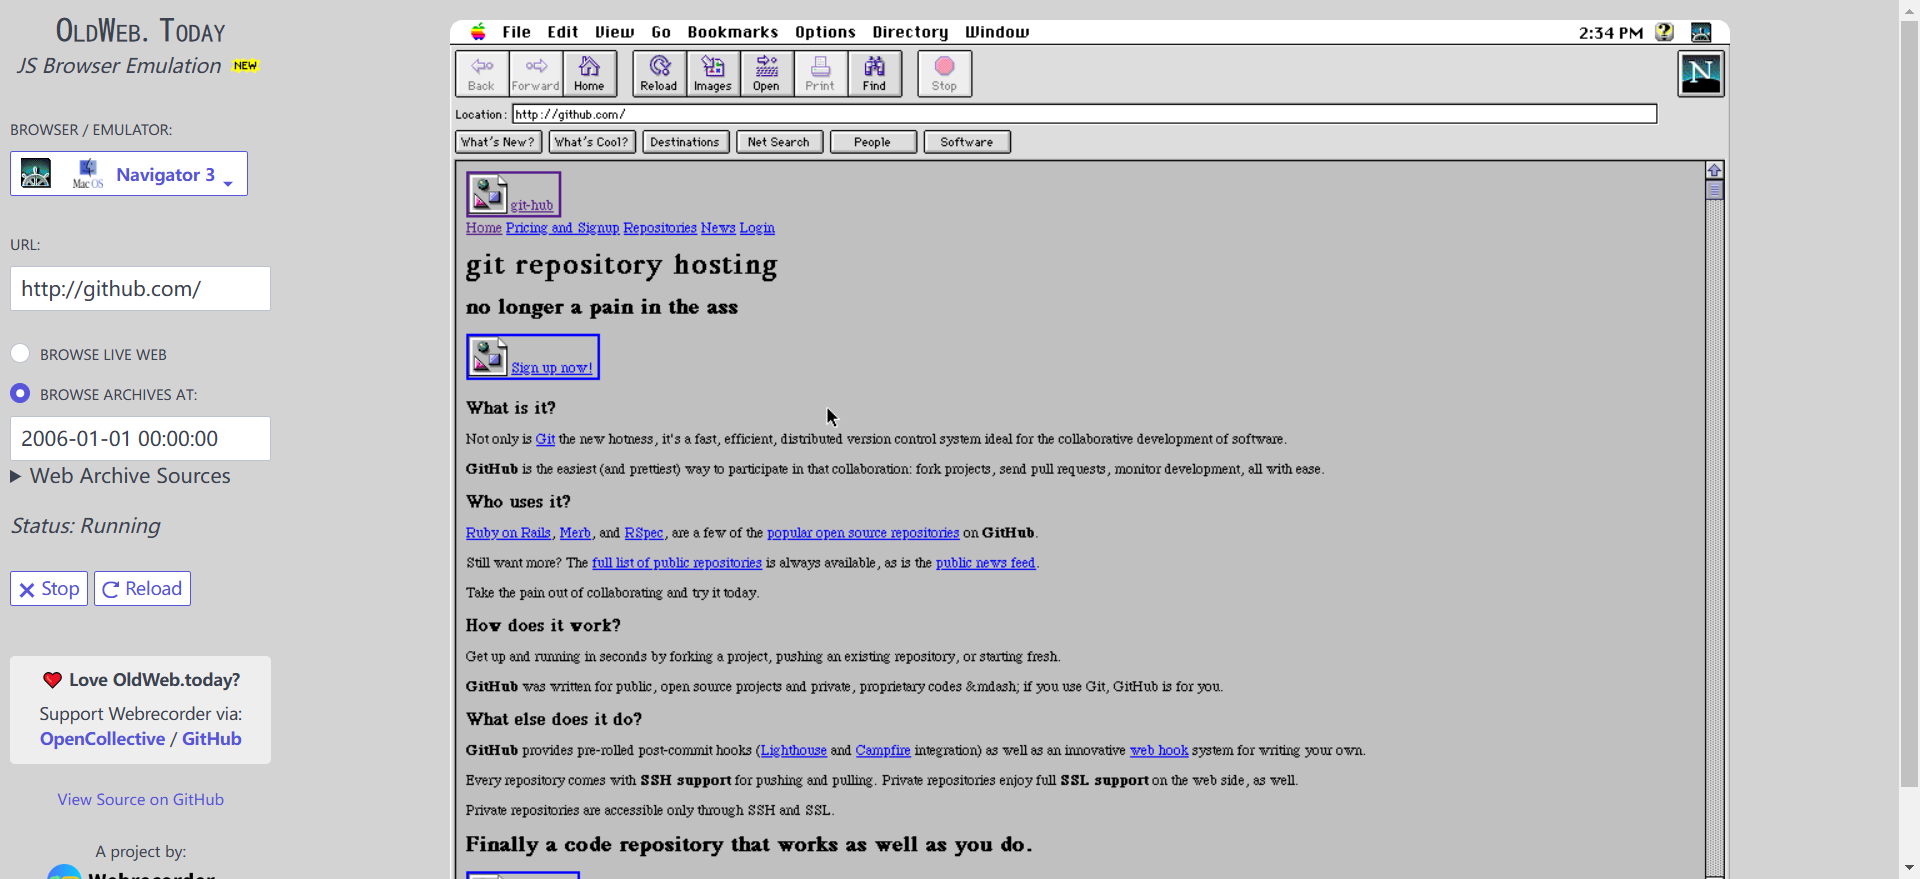 OldWeb. Today
JS Browser Emulation NEW
BROWSER / EMULATOR:
Mac OS Navigator 3
URL:
http://github.com/
BROWSE LIVE WEB
BROWSE ARCHIVES AT:
2006-01-01 00:00:00
Web Archive Sources
Status: Running
Stop Reload
Love OldWeb.today?
Support Webrecorder via:
OpenCollective / GitHub
View Source on GitHub
A project by:
Webrecorder
File Edit View Go Bookmarks Options Directory Window 2:34 PM
Back Forward Home Reload Images Open Print Find Stop N
Location: http://github.com/
What's New? What's Cool? Destinations Net Search People Software
git-hub
Home Pricing and Signup Repositories News Login
git repository hosting
no longer a pain in the ass
Sign up now!
What is it?
Not only is Git the new hotness, it's a fast, efficient, distributed version control system ideal for the collaborative development of software.
GitHub is the easiest (and prettiest) way to participate in that collaboration: fork projects, send pull requests, monitor development, all with ease.
Who uses it?
Ruby on Rails, Merb, and RSpec, are a few of the popular open source repositories on GitHub.
Still want more? The full list of public repositories is always available, as is the public news feed.
Take the pain out of collaborating and try it today.
How does it work?
Get up and running in seconds by forking a project, pushing an existing repository, or starting fresh.
GitHub was written for public, open source projects and private, proprietary codes &mdash; if you use Git, GitHub is for you.
What else does it do?
GitHub provides pre-rolled post-commit hooks (Lighthouse and Campfire integration) as well as an innovative web hook system for writing your own.
Every repository comes with SSH support for pushing and pulling. Private repositories enjoy full SSL support on the web side, as well.
Private repositories are accessible only through SSH and SSL.
Finally a code repository that works as well as you do.